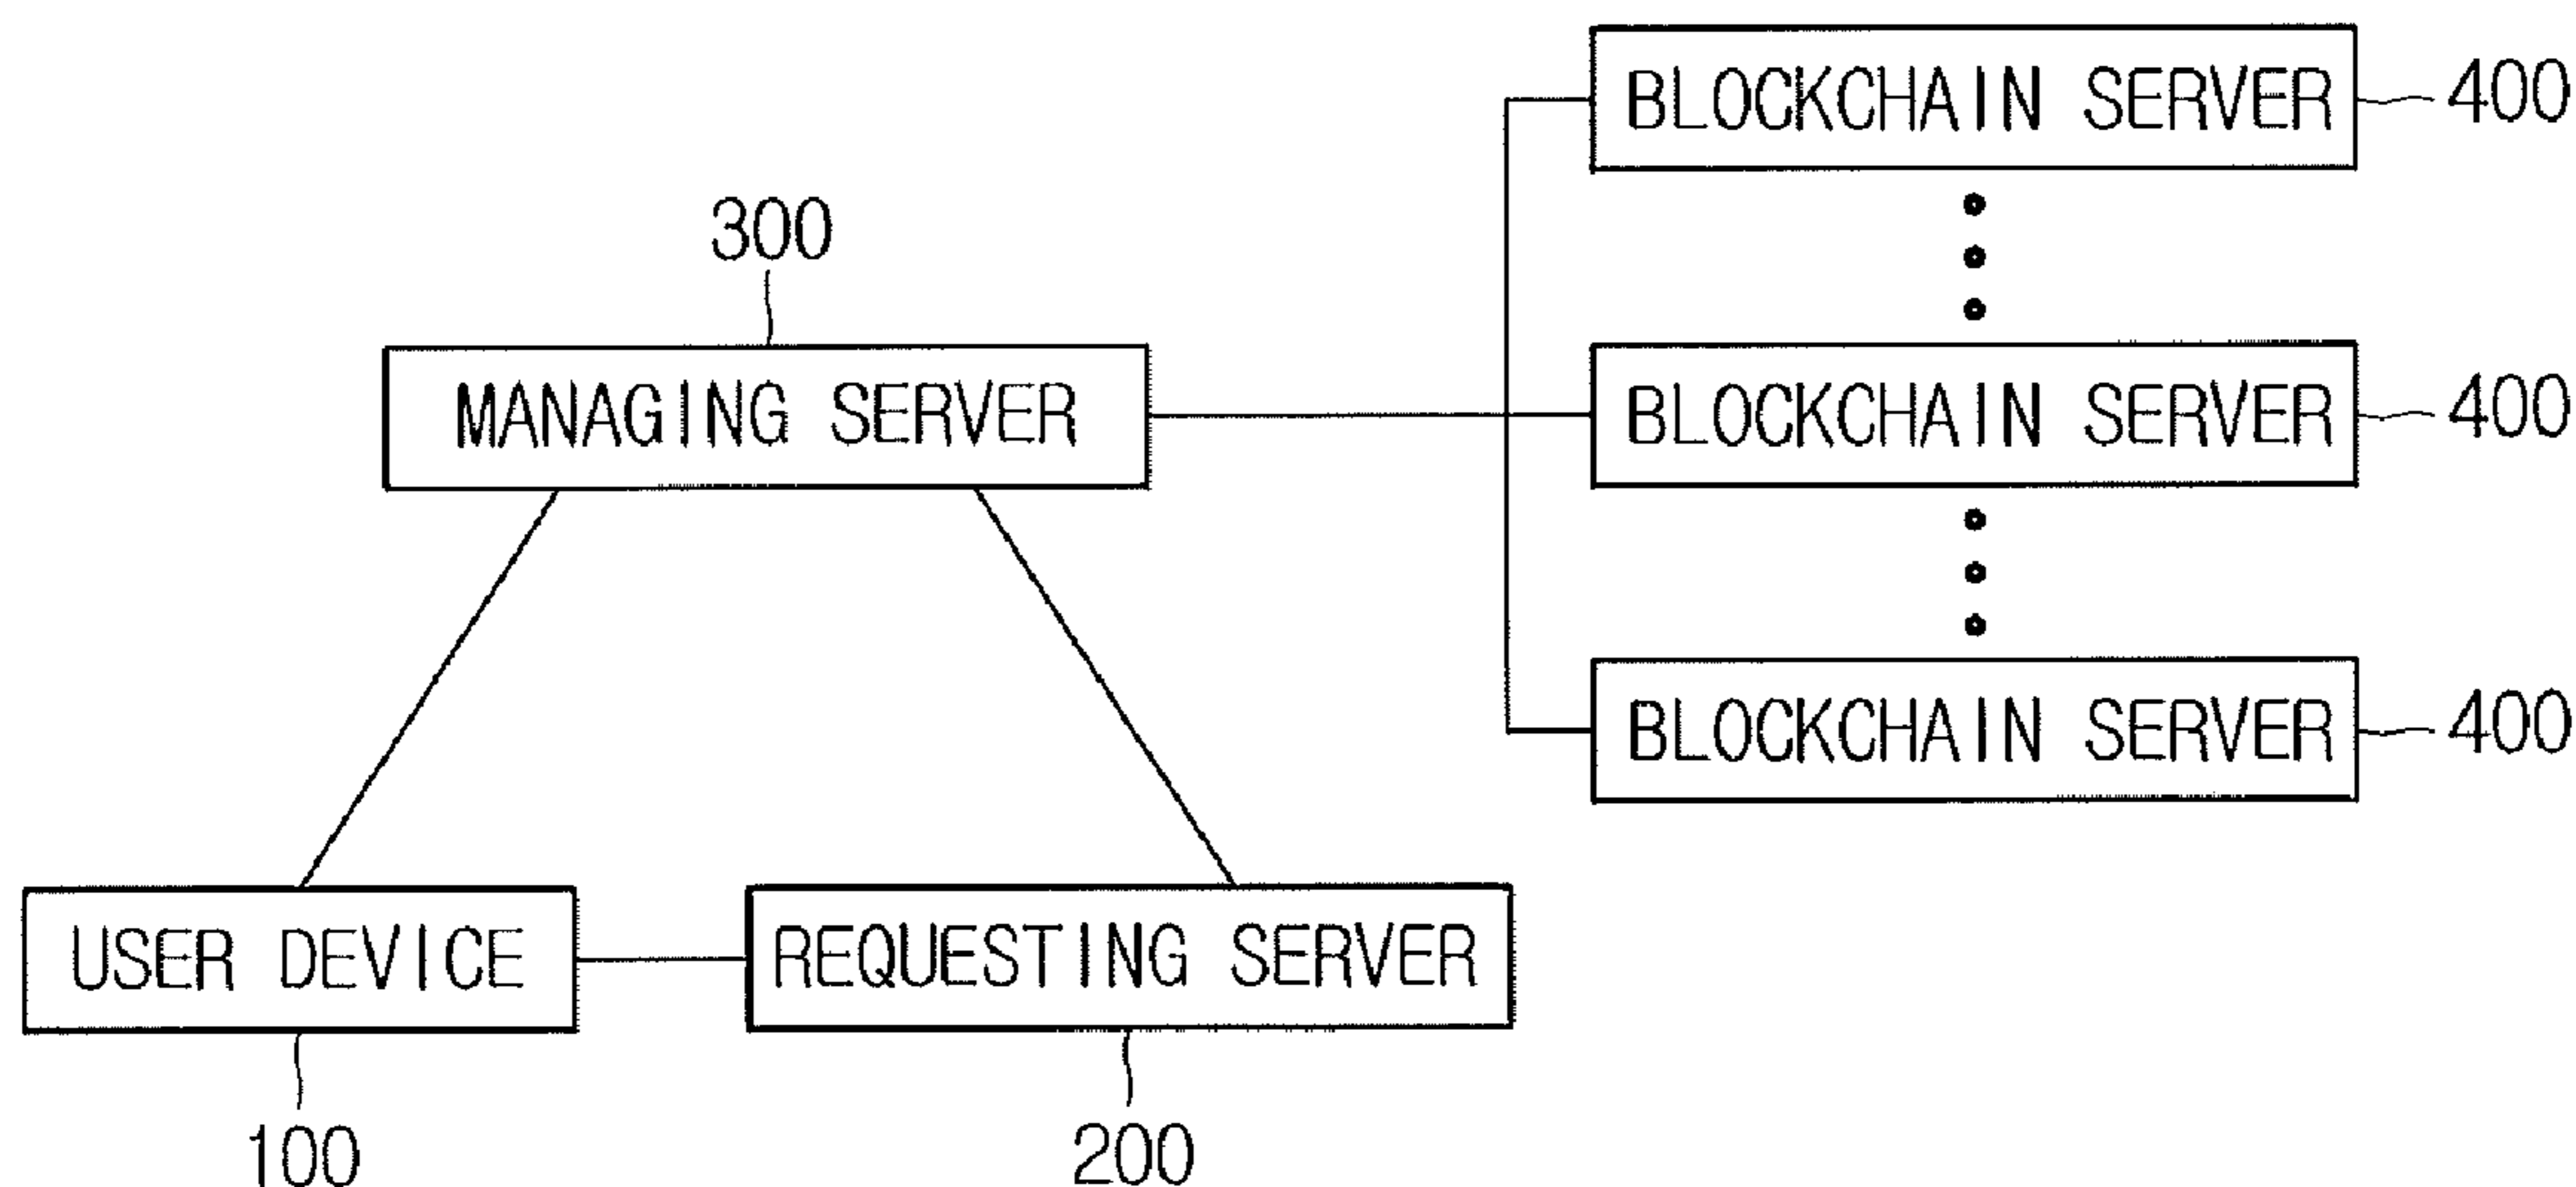 BLOCKCHAIN SERVER 400
300
MANAGING SERVER
BLOCKCHAIN SERVER 400
BLOCKCHAIN SERVER 400
USER DEVICE
REQUESTING SERVER
100
200